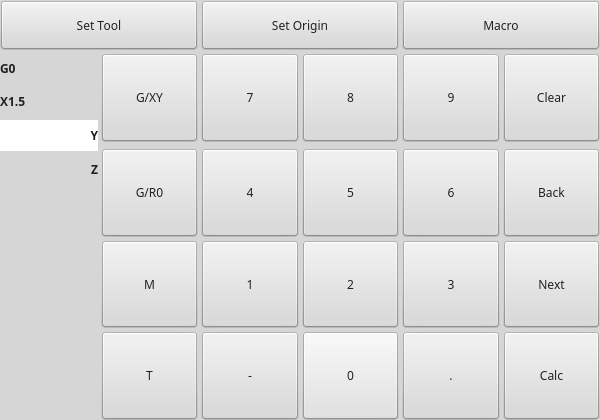 Set Tool Set Origin Macro
G0
X1.5
Y
Z
G/XY 7 8 9 Clear
G/R0 4 5 6 Back
M 1 2 3 Next
T - 0 . Calc